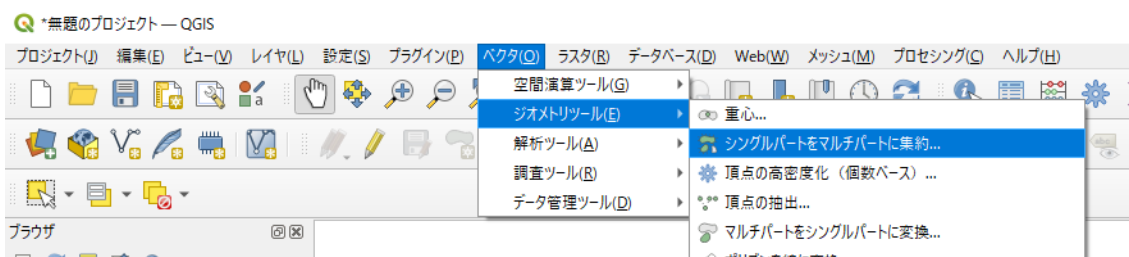 *無題のプロジェクト — QGIS
プロジェクト(J) 編集(E) ビュー(V) レイヤ(L) 設定(S) プラグイン(P) ベクタ(O) ラスタ(R) データベース(D) Web(W) メッシュ(M) プロセシング(C) ヘルプ(H)
空間演算ツール(G)
ジオメトリツール(E)
解析ツール(A)
調査ツール(R)
データ管理ツール(D)
重心...
シングルパートをマルチパートに集約...
頂点の高密度化（個数ベース）...
頂点の抽出...
マルチパートをシングルパートに変換...
ブラウザ